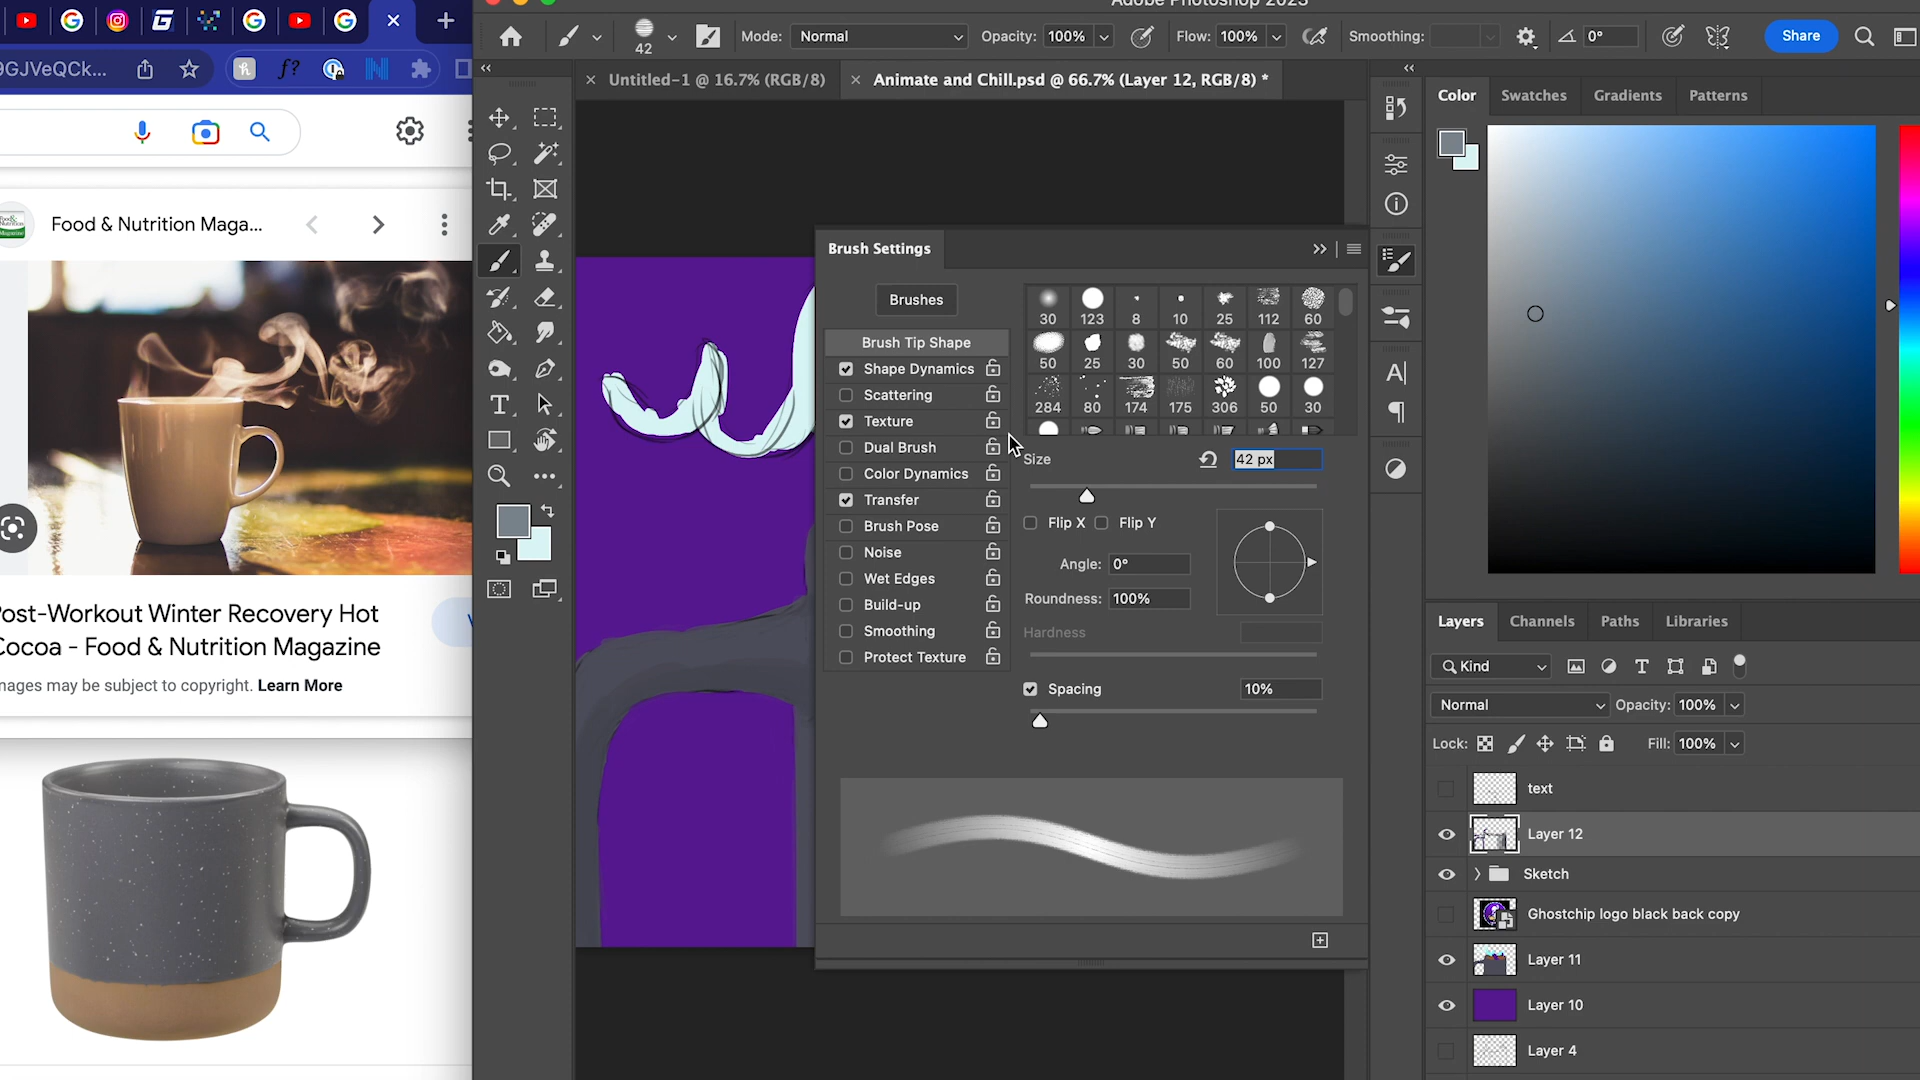 Adobe Photoshop 2023
9GJVeQCk...
f?
42
Mode: Normal
Opacity: 100%
Flow: 100%
Smoothing:
0°
Share
Untitled-1 @ 16.7% (RGB/8)
Animate and Chill.psd @ 66.7% (Layer 12, RGB/8) *
Food & Nutrition Maga...
Post-Workout Winter Recovery Hot
Cocoa - Food & Nutrition Magazine
mages may be subject to copyright. Learn More
Brush Settings
Brushes
Brush Tip Shape
Shape Dynamics
Scattering
Texture
Dual Brush
Color Dynamics
Transfer
Brush Pose
Noise
Wet Edges
Build-up
Smoothing
Protect Texture
30 123 8 10 25 112 60
50 25 30 50 60 100 127
284 80 174 175 306 50 30
Size 42 px
Flip X Flip Y
Angle: 0°
Roundness: 100%
Hardness
Spacing 10%
Color Swatches Gradients Patterns
Layers Channels Paths Libraries
Kind
Normal Opacity: 100%
Lock: Fill: 100%
text
Layer 12
Sketch
Ghostchip logo black back copy
Layer 11
Layer 10
Layer 4